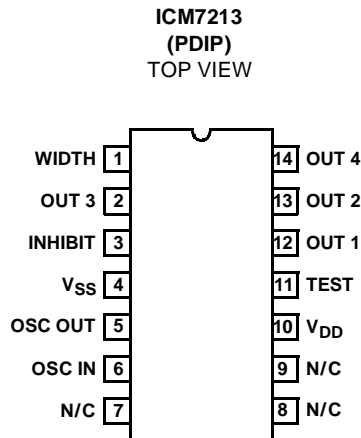 ICM7213
(PDIP)
TOP VIEW
WIDTH 1 14 OUT 4
OUT 3 2 13 OUT 2
INHIBIT 3 12 OUT 1
VSS 4 11 TEST
OSC OUT 5 10 VDD
OSC IN 6 9 N/C
N/C 7 8 N/C